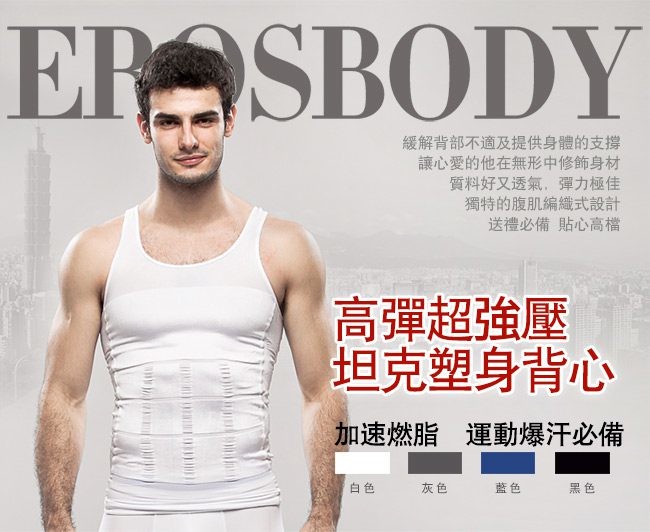 EROSBODY
緩解背部不適及提供身體的支撐
讓心愛的他在無形中修飾身材
質料好又透氣, 彈力極佳
獨特的腹肌編織式設計
送禮必備 貼心高檔
高彈超強壓
坦克塑身背心
加速燃脂 運動爆汗必備
白色 灰色 藍色 黑色